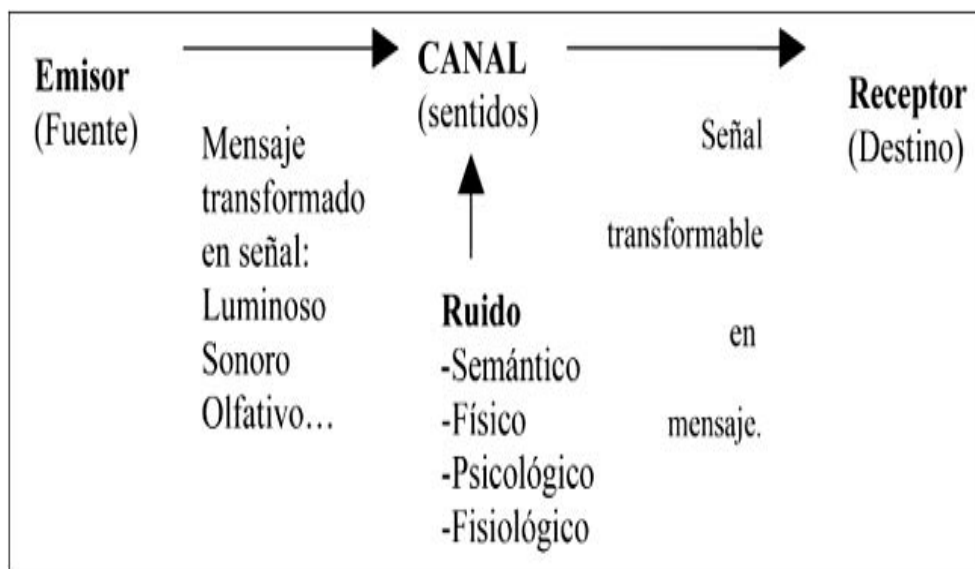 Emisor
(Fuente)
Mensaje
transformado
en señal:
Luminoso
Sonoro
Olfativo…
CANAL
(sentidos)
Ruido
-Semántico
-Físico
-Psicológico
-Fisiológico
Señal
transformable
en
mensaje.
Receptor
(Destino)